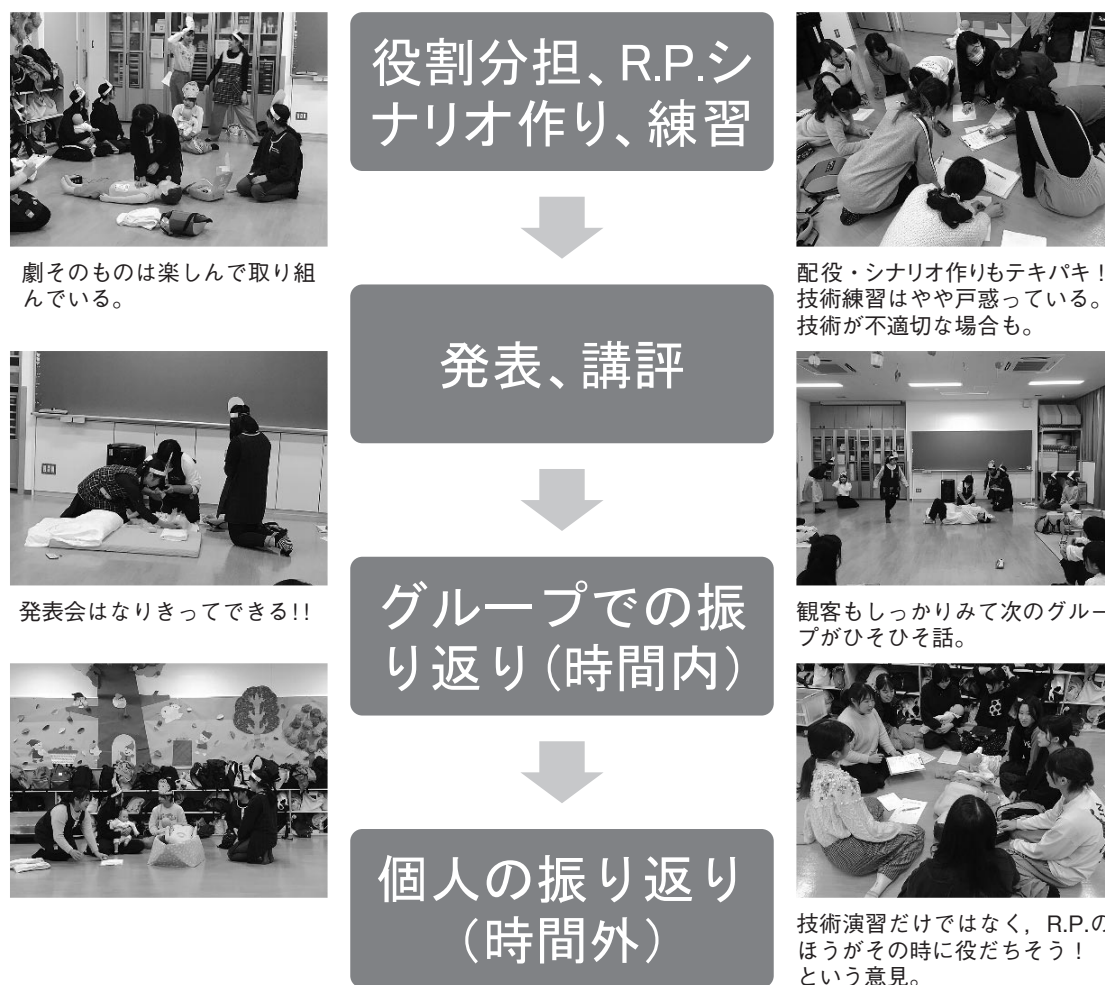 役割分担、R.P.シ
ナリオ作り、練習
劇そのものは楽しんで取り組
んでいる。
配役・シナリオ作りもテキパキ！
技術練習はやや戸惑っている。
技術が不適切な場合も。
発表、講評
発表会はなりきってできる!!
観客もしっかりみて次のグルー
プがひそひそ話。
グループでの振
り返り（時間内）
個人の振り返り
（時間外）
技術演習だけではなく，R.P.の
ほうがその時に役だちそう！
という意見。